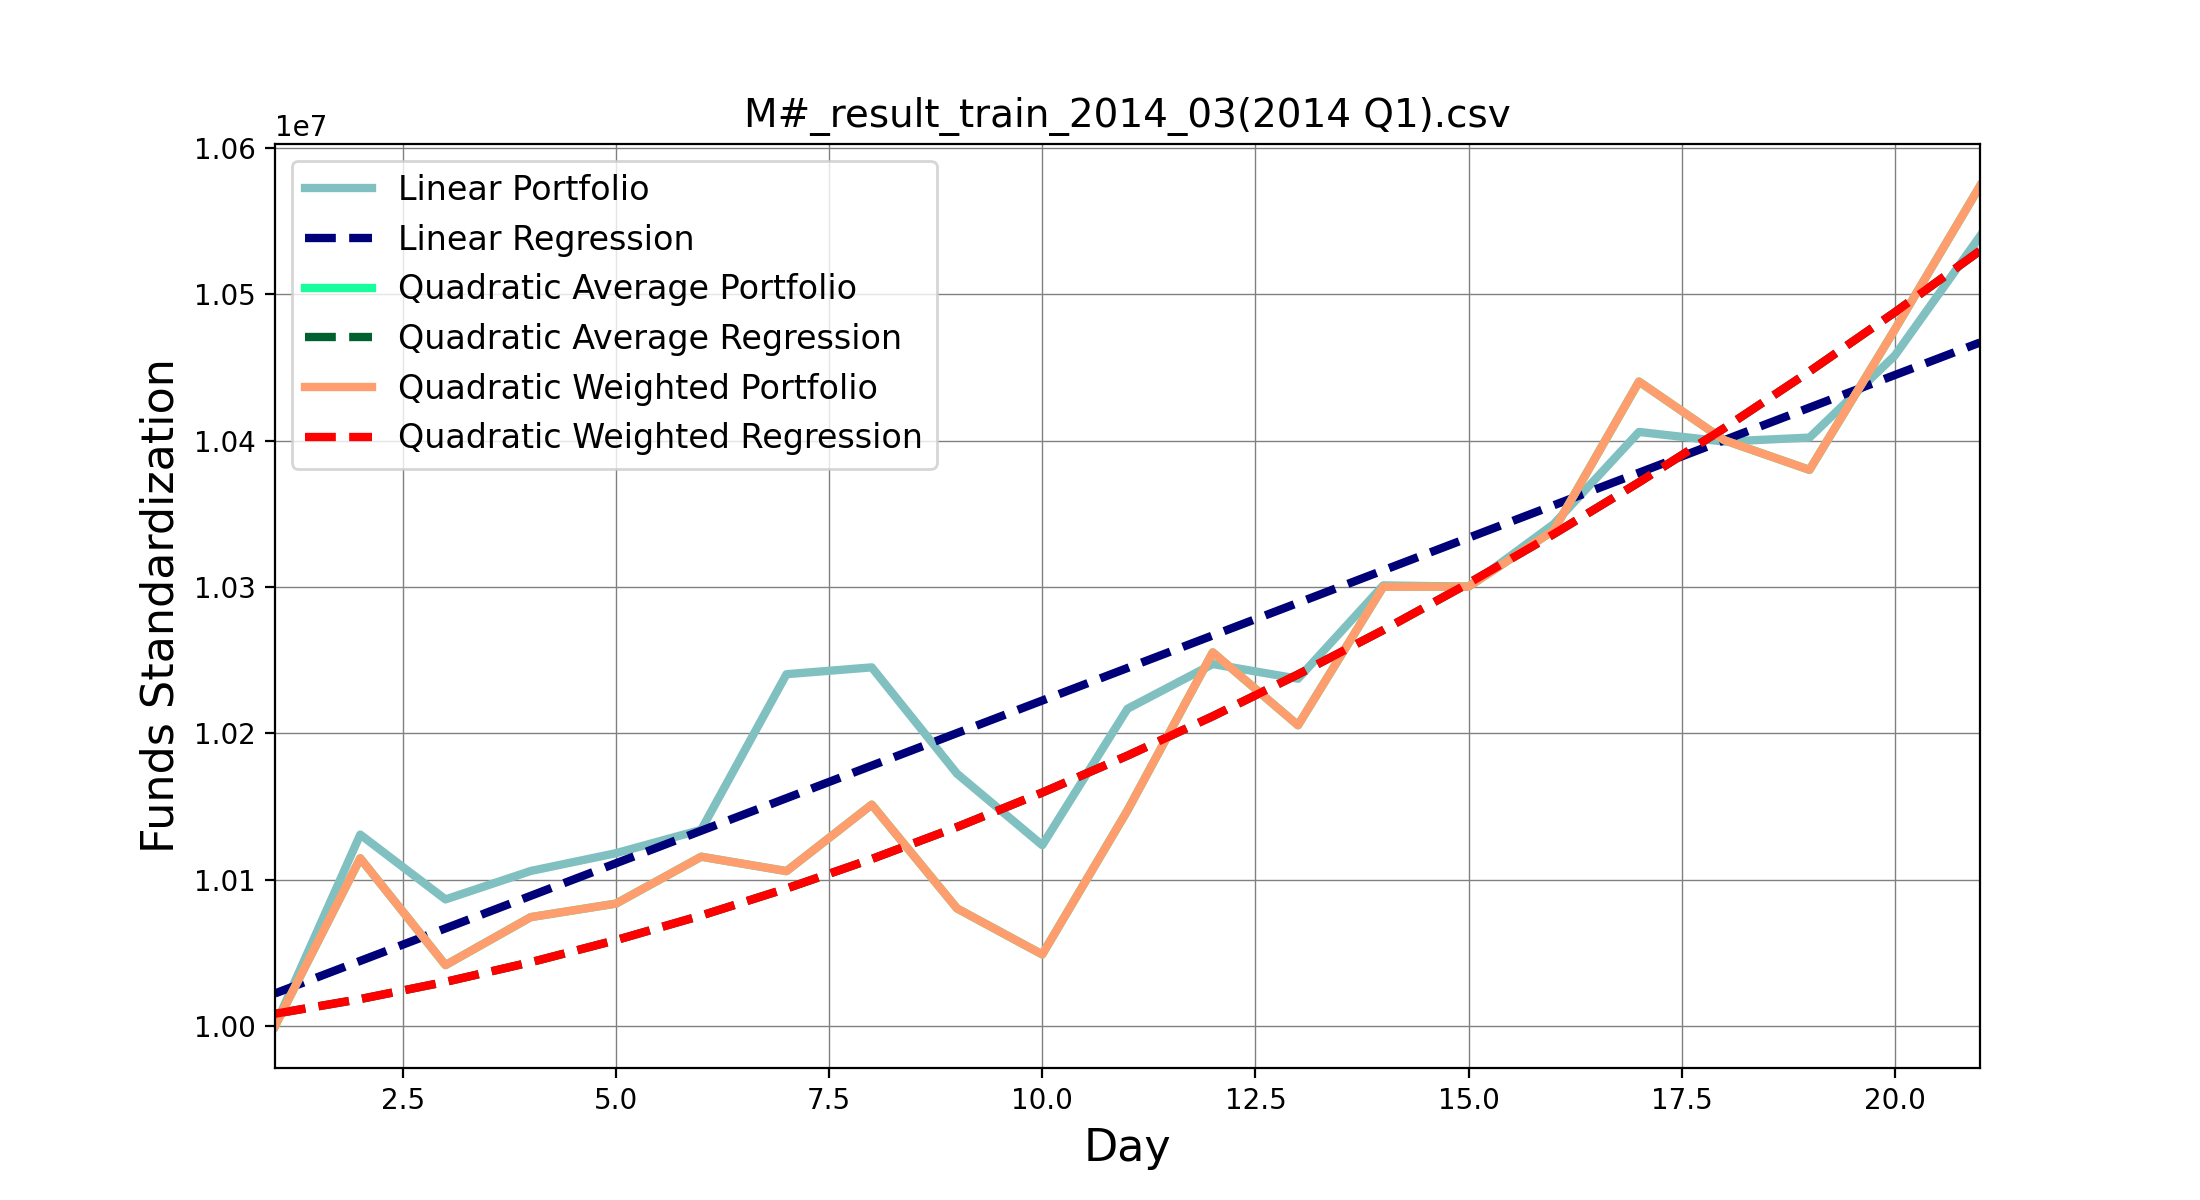 M#_result_train_2014_03(2014 Q1).csv
1e7
1.06
1.05
1.04
1.03
1.02
1.01
1.00
Funds Standardization
Linear Portfolio
Linear Regression
Quadratic Average Portfolio
Quadratic Average Regression
Quadratic Weighted Portfolio
Quadratic Weighted Regression
2.5 5.0 7.5 10.0 12.5 15.0 17.5 20.0
Day